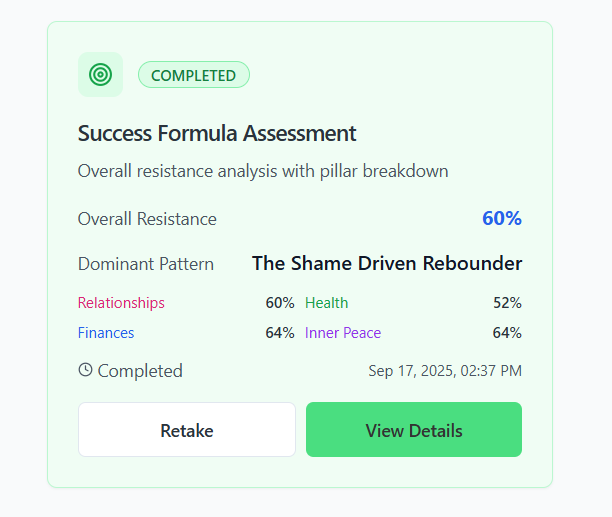 COMPLETED
Success Formula Assessment
Overall resistance analysis with pillar breakdown
Overall Resistance 60%
Dominant Pattern The Shame Driven Rebounder
Relationships 60% Health 52%
Finances 64% Inner Peace 64%
Completed Sep 17, 2025, 02:37 PM
Retake View Details